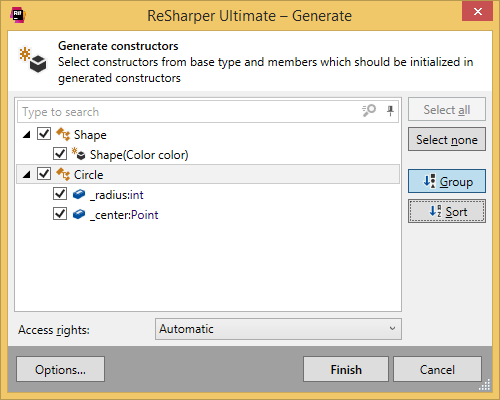 ReSharper Ultimate – Generate
Generate constructors
Select constructors from base type and members which should be initialized in
generated constructors
Type to search
Select all
Shape
Select none
Shape(Color color)
Circle
Group
_radius:int
_center:Point
Sort
Access rights:
Automatic
Options...
Finish
Cancel